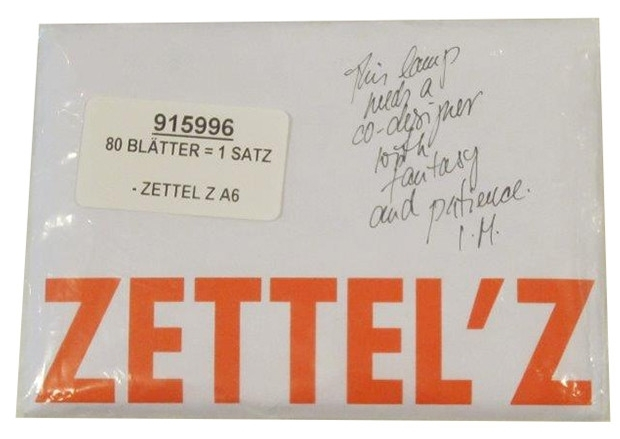 915996
80 BLÄTTER = 1 SATZ
- ZETTEL Z A6
This lamp
needs a
co-designer
with
fantasy
and patience.
I.M.
ZETTEL'Z